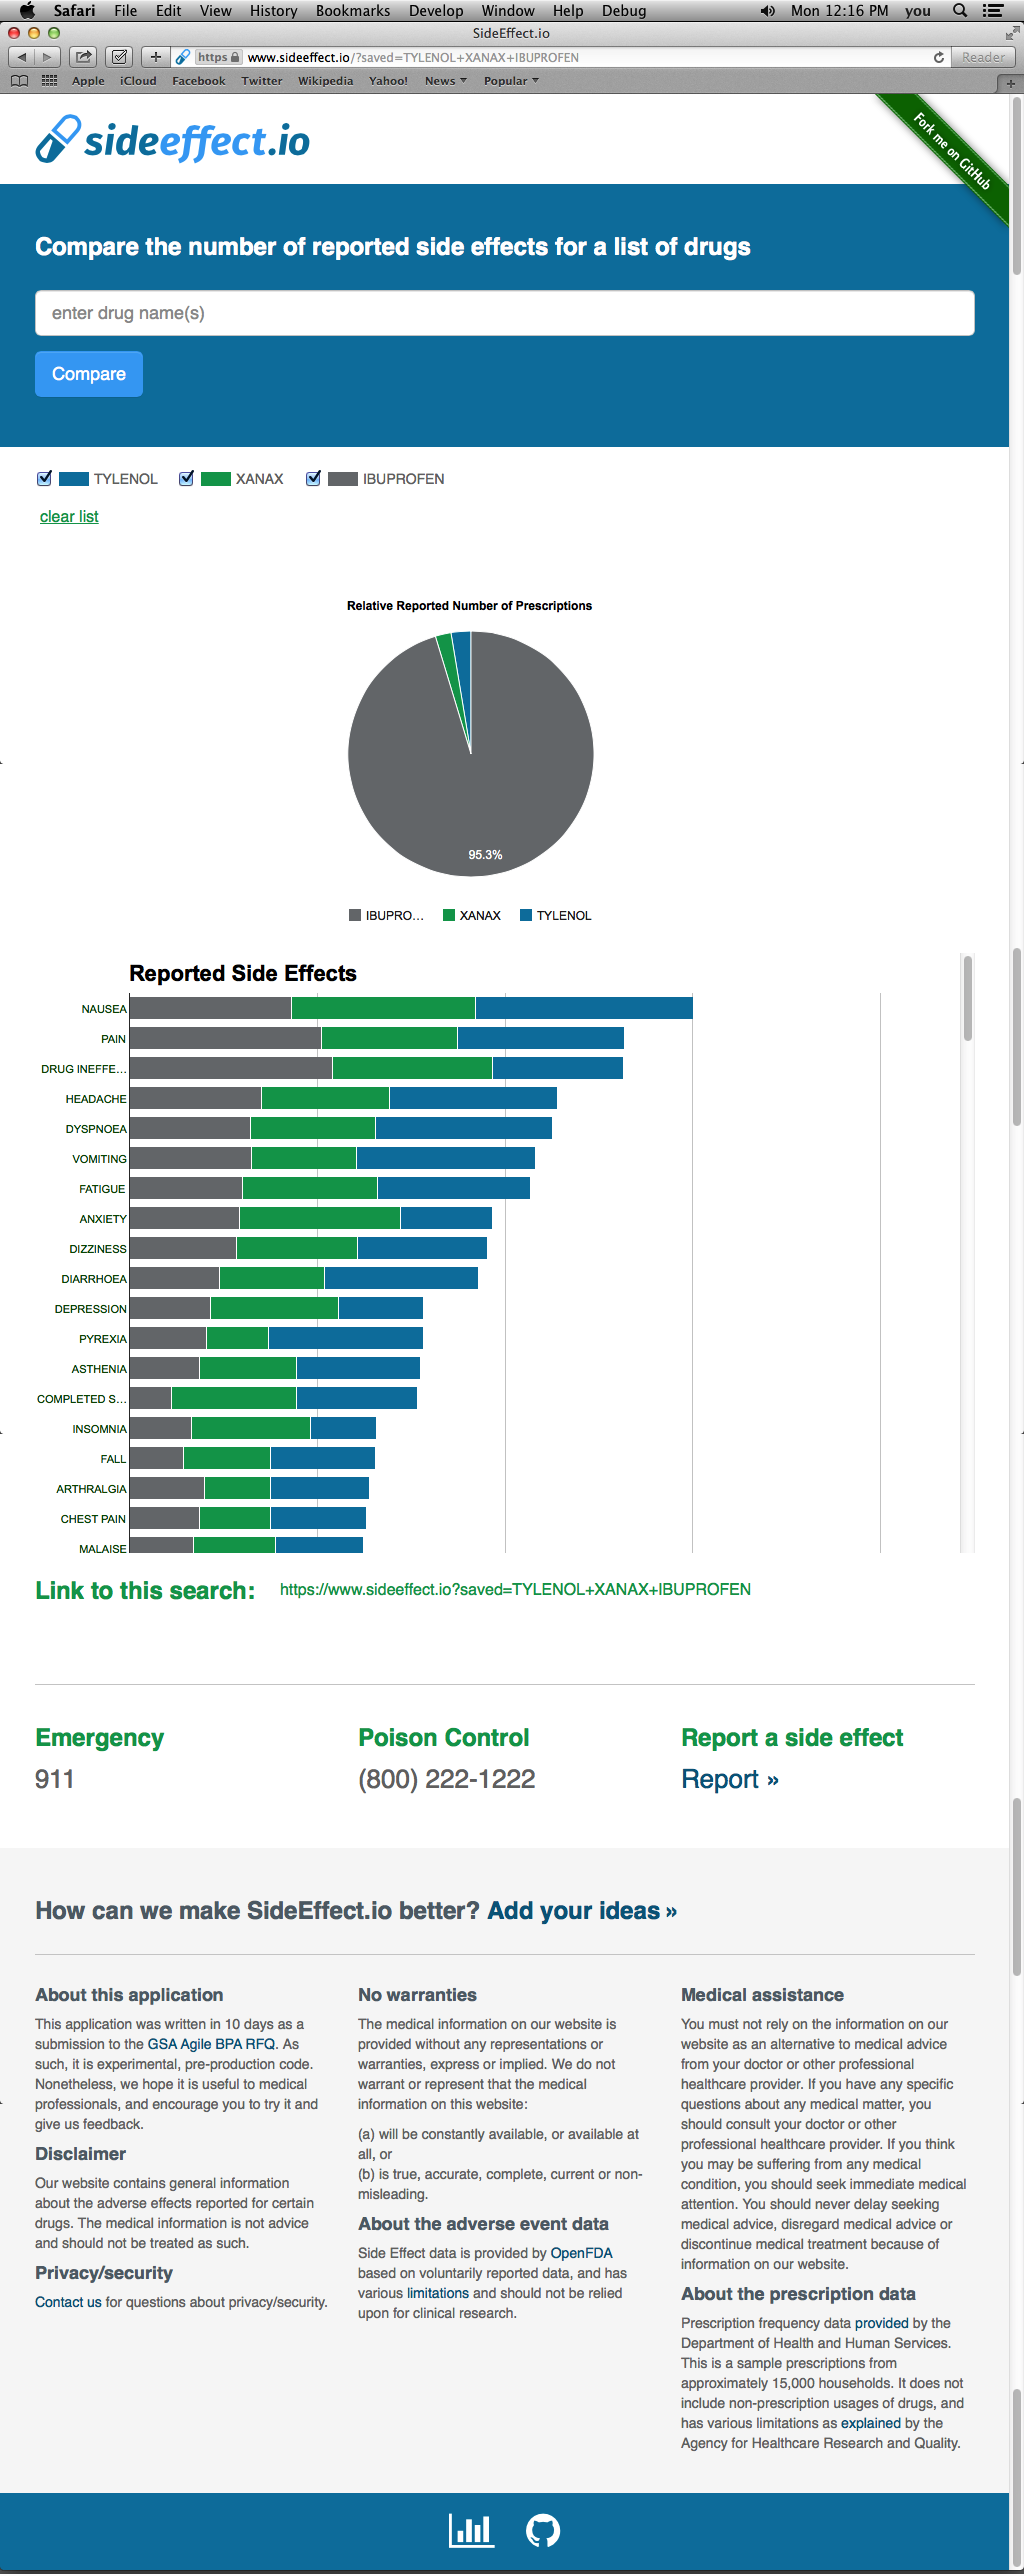 Safari File Edit View History Bookmarks Develop Window Help Debug Mon 12:16 PM you
SideEffect.io
https www.sideeffect.io/?saved=TYLENOL+XANAX+IBUPROFEN Reader
Apple iCloud Facebook Twitter Wikipedia Yahoo! News Popular
sideeffect.io
Fork me on GitHub
Compare the number of reported side effects for a list of drugs
enter drug name(s)
Compare
TYLENOL XANAX IBUPROFEN
clear list
Relative Reported Number of Prescriptions
95.3%
IBUPRO... XANAX TYLENOL
Reported Side Effects
NAUSEA
PAIN
DRUG INEFFE...
HEADACHE
DYSPNOEA
VOMITING
FATIGUE
ANXIETY
DIZZINESS
DIARRHOEA
DEPRESSION
PYREXIA
ASTHENIA
COMPLETED S...
INSOMNIA
FALL
ARTHRALGIA
CHEST PAIN
MALAISE
Link to this search: https://www.sideeffect.io?saved=TYLENOL+XANAX+IBUPROFEN
Emergency
911
Poison Control
(800) 222-1222
Report a side effect
Report »
How can we make SideEffect.io better? Add your ideas »
About this application
This application was written in 10 days as a
submission to the GSA Agile BPA RFQ. As
such, it is experimental, pre-production code.
Nonetheless, we hope it is useful to medical
professionals, and encourage you to try it and
give us feedback.
Disclaimer
Our website contains general information
about the adverse effects reported for certain
drugs. The medical information is not advice
and should not be treated as such.
Privacy/security
Contact us for questions about privacy/security.
No warranties
The medical information on our website is
provided without any representations or
warranties, express or implied. We do not
warrant or represent that the medical
information on this website:
(a) will be constantly available, or available at
all, or
(b) is true, accurate, complete, current or non-
misleading.
About the adverse event data
Side Effect data is provided by OpenFDA
based on voluntarily reported data, and has
various limitations and should not be relied
upon for clinical research.
Medical assistance
You must not rely on the information on our
website as an alternative to medical advice
from your doctor or other professional
healthcare provider. If you have any specific
questions about any medical matter, you
should consult your doctor or other
professional healthcare provider. If you think
you may be suffering from any medical
condition, you should seek immediate medical
attention. You should never delay seeking
medical advice, disregard medical advice or
discontinue medical treatment because of
information on our website.
About the prescription data
Prescription frequency data provided by the
Department of Health and Human Services.
This is a sample prescriptions from
approximately 15,000 households. It does not
include non-prescription usages of drugs, and
has various limitations as explained by the
Agency for Healthcare Research and Quality.